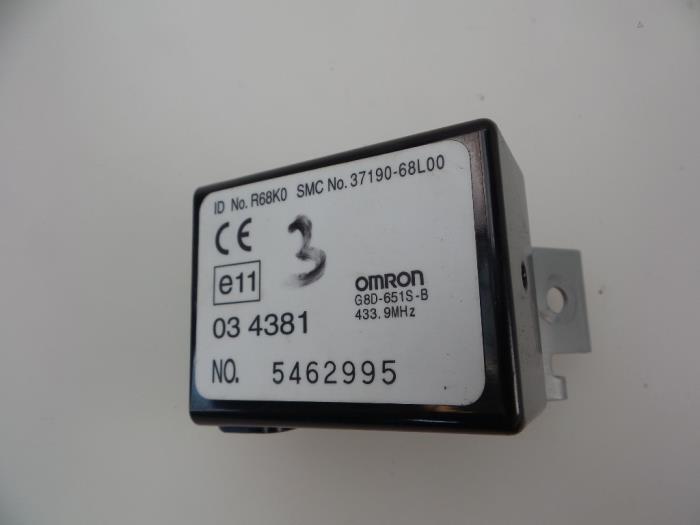 ID No. R68K0 SMC No. 37190-68L00
CE
3
e11
OMRON
G8D-651S-B
433.9MHz
03 4381
NO. 5462995